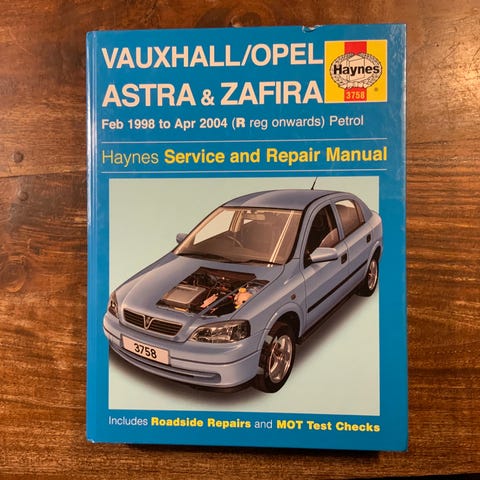 VAUXHALL/OPEL
ASTRA & ZAFIRA
Haynes
3758
Feb 1998 to Apr 2004 (R reg onwards) Petrol
Haynes Service and Repair Manual
3758
Includes Roadside Repairs and MOT Test Checks